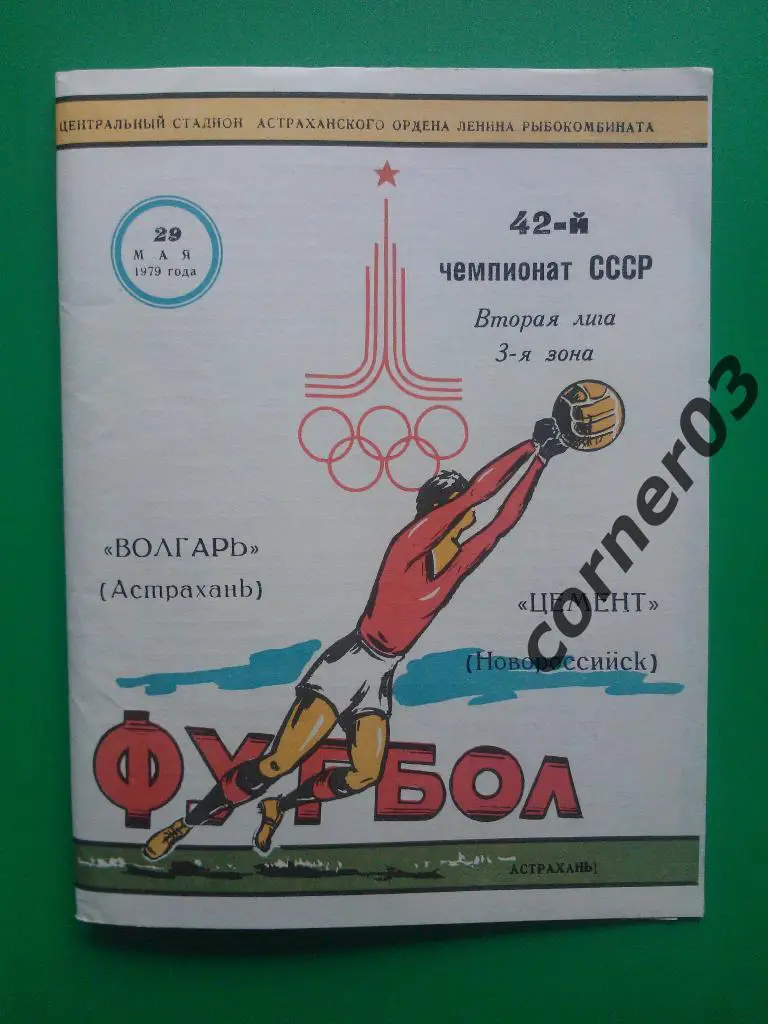 ЦЕНТРАЛЬНЫЙ СТАДИОН АСТРАХАНСКОГО ОРДЕНА ЛЕНИНА РЫБОКОМБИНАТА
29
МАЯ
1979 года
42-й
чемпионат СССР
Вторая лига
3-я зона
«ВОЛГАРЬ»
(Астрахань)
«ЦЕМЕНТ»
(Новороссийск)
ФУТБОЛ
АСТРАХАНЬ
corner03